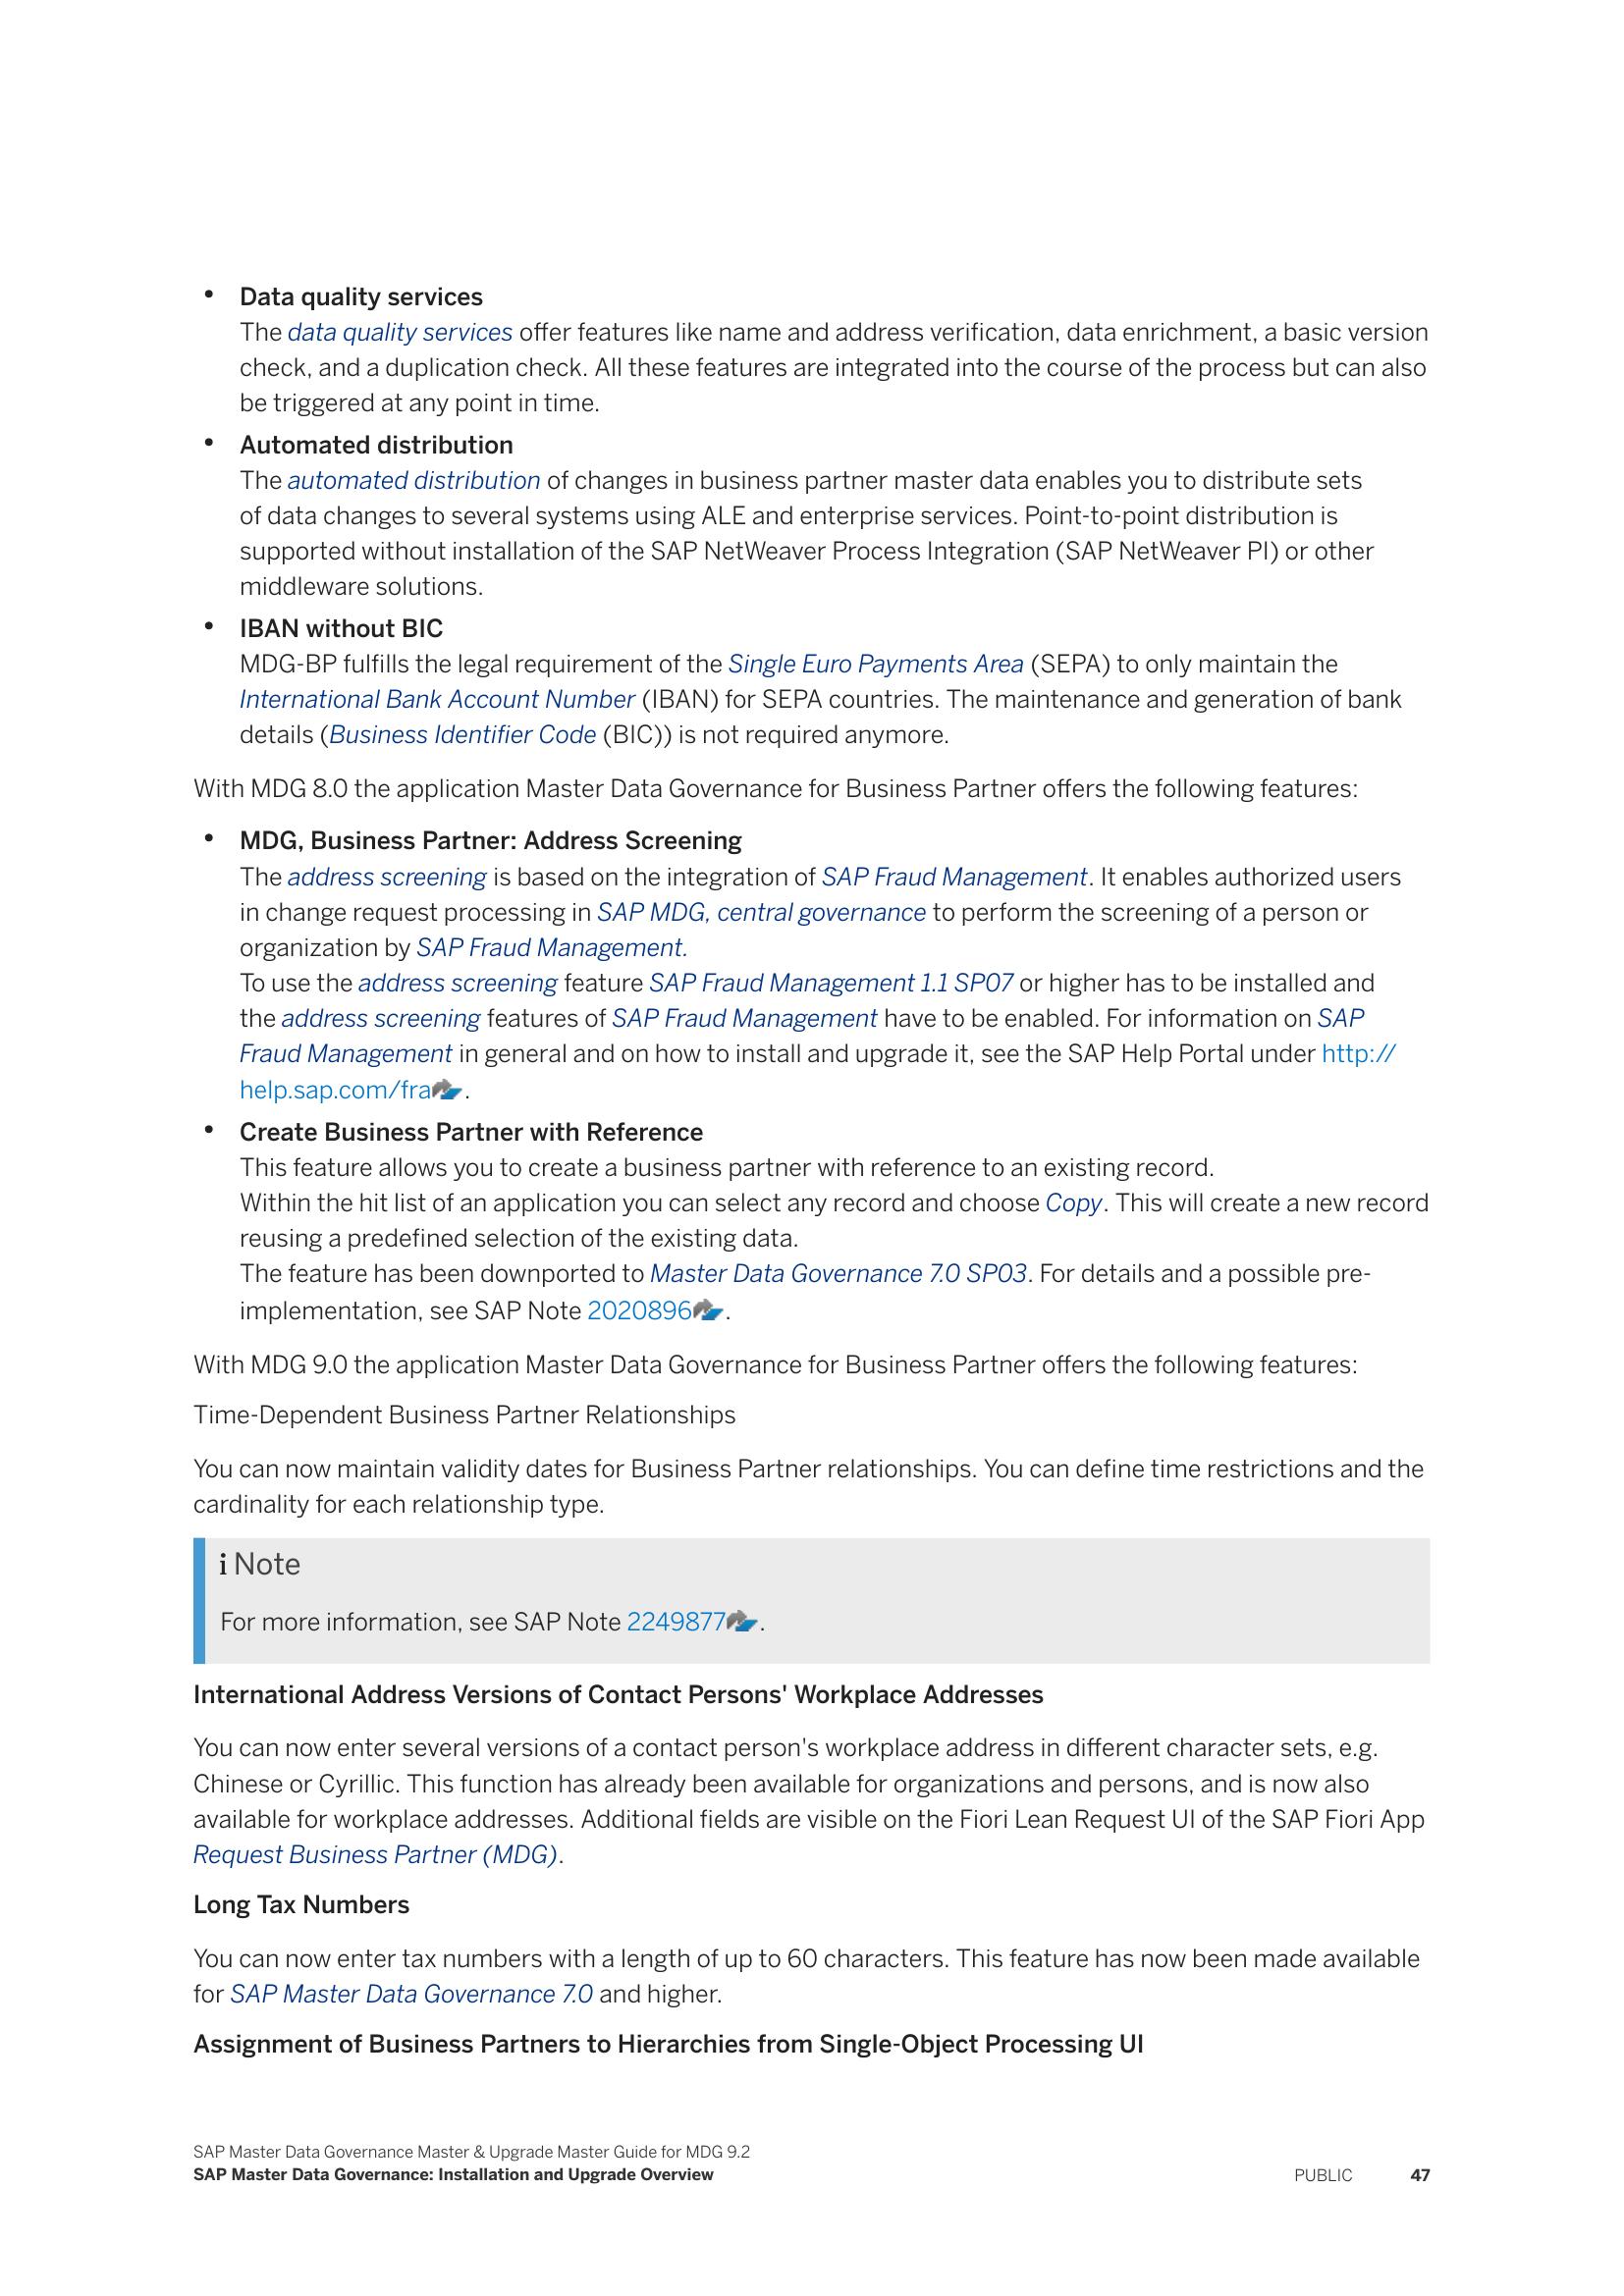 • Data quality services
The data quality services offer features like name and address verification, data enrichment, a basic version
check, and a duplication check. All these features are integrated into the course of the process but can also
be triggered at any point in time.
• Automated distribution
The automated distribution of changes in business partner master data enables you to distribute sets
of data changes to several systems using ALE and enterprise services. Point-to-point distribution is
supported without installation of the SAP NetWeaver Process Integration (SAP NetWeaver PI) or other
middleware solutions.
• IBAN without BIC
MDG-BP fulfills the legal requirement of the Single Euro Payments Area (SEPA) to only maintain the
International Bank Account Number (IBAN) for SEPA countries. The maintenance and generation of bank
details (Business Identifier Code (BIC)) is not required anymore.
With MDG 8.0 the application Master Data Governance for Business Partner offers the following features:
• MDG, Business Partner: Address Screening
The address screening is based on the integration of SAP Fraud Management. It enables authorized users
in change request processing in SAP MDG, central governance to perform the screening of a person or
organization by SAP Fraud Management.
To use the address screening feature SAP Fraud Management 1.1 SP07 or higher has to be installed and
the address screening features of SAP Fraud Management have to be enabled. For information on SAP
Fraud Management in general and on how to install and upgrade it, see the SAP Help Portal under http://
help.sap.com/fra.
• Create Business Partner with Reference
This feature allows you to create a business partner with reference to an existing record.
Within the hit list of an application you can select any record and choose Copy. This will create a new record
reusing a predefined selection of the existing data.
The feature has been downported to Master Data Governance 7.0 SP03. For details and a possible pre-
implementation, see SAP Note 2020896.
With MDG 9.0 the application Master Data Governance for Business Partner offers the following features:
Time-Dependent Business Partner Relationships
You can now maintain validity dates for Business Partner relationships. You can define time restrictions and the
cardinality for each relationship type.
i Note
For more information, see SAP Note 2249877.
International Address Versions of Contact Persons' Workplace Addresses
You can now enter several versions of a contact person's workplace address in different character sets, e.g.
Chinese or Cyrillic. This function has already been available for organizations and persons, and is now also
available for workplace addresses. Additional fields are visible on the Fiori Lean Request UI of the SAP Fiori App
Request Business Partner (MDG).
Long Tax Numbers
You can now enter tax numbers with a length of up to 60 characters. This feature has now been made available
for SAP Master Data Governance 7.0 and higher.
Assignment of Business Partners to Hierarchies from Single-Object Processing UI
SAP Master Data Governance Master & Upgrade Master Guide for MDG 9.2
SAP Master Data Governance: Installation and Upgrade Overview PUBLIC 47